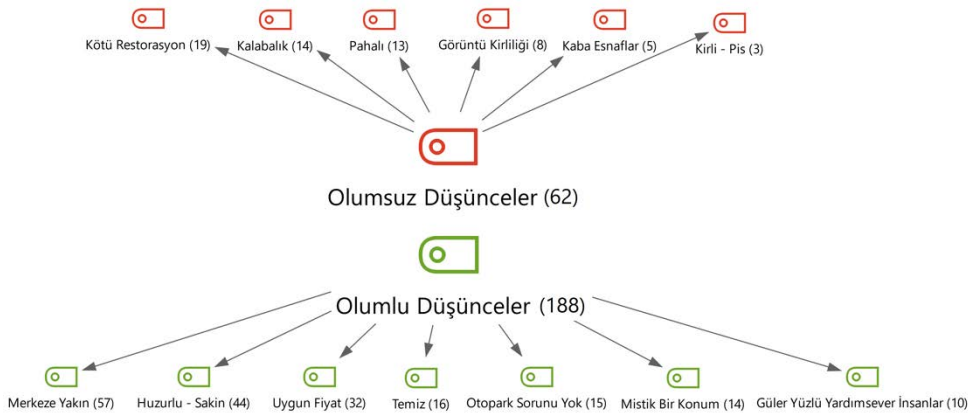 Kötü Restorasyon (19)
Kalabalık (14)
Pahalı (13)
Görüntü Kirliliği (8)
Kaba Esnaflar (5)
Kirli - Pis (3)
Olumsuz Düşünceler (62)
Olumlu Düşünceler (188)
Merkeze Yakın (57)
Huzurlu - Sakin (44)
Uygun Fiyat (32)
Temiz (16)
Otopark Sorunu Yok (15)
Mistik Bir Konum (14)
Güler Yüzlü Yardımsever İnsanlar (10)